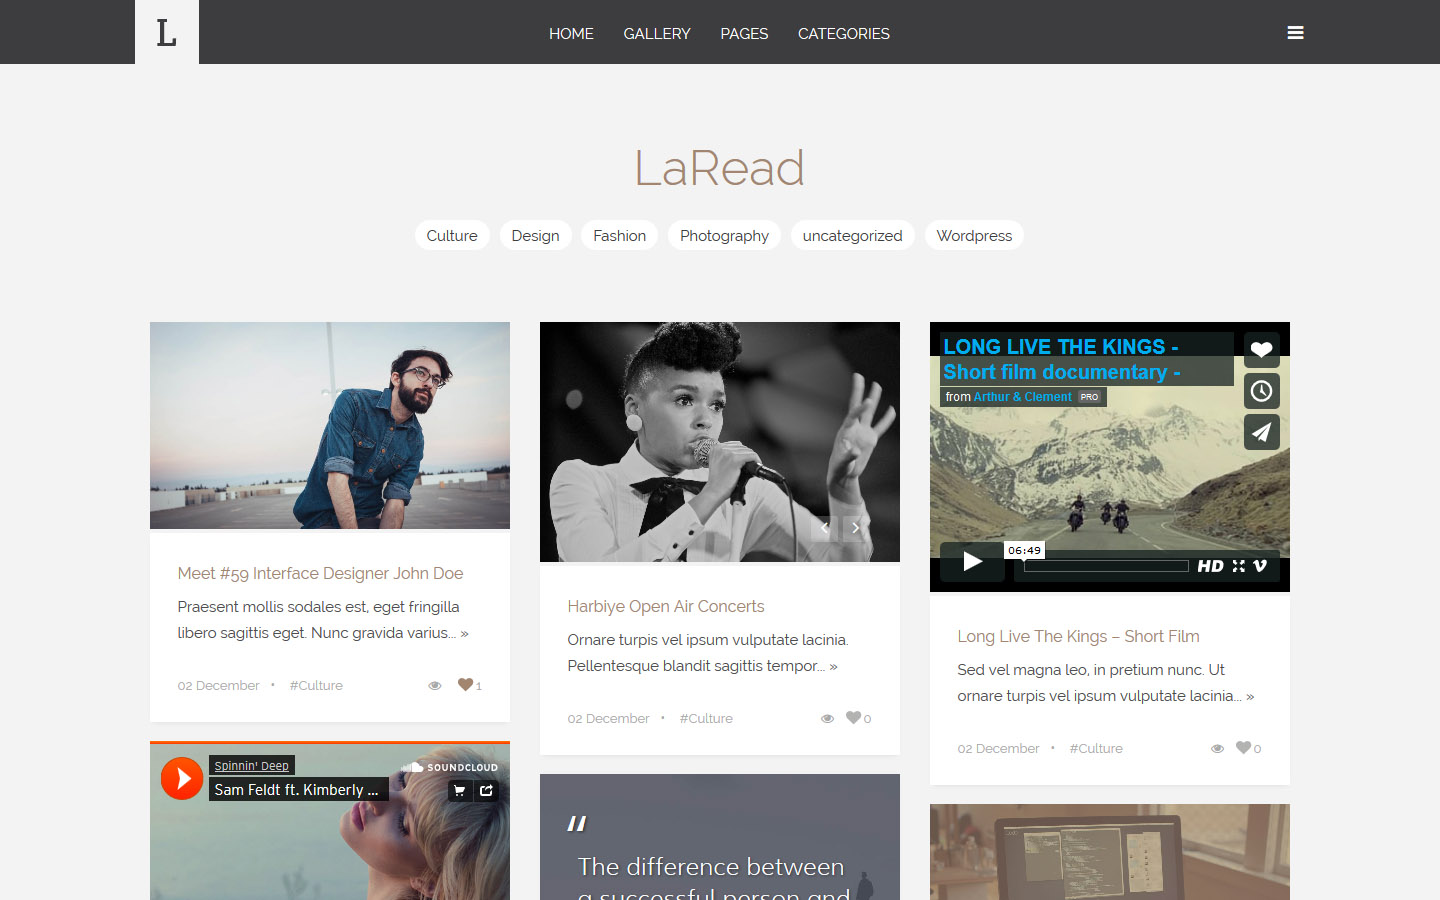 L
HOME
GALLERY
PAGES
CATEGORIES
LaRead
Culture
Design
Fashion
Photography
uncategorized
Wordpress
Meet #59 Interface Designer John Doe
Praesent mollis sodales est, eget fringilla
libero sagittis eget. Nunc gravida varius... »
02 December • #Culture
1
Harbiye Open Air Concerts
Ornare turpis vel ipsum vulputate lacinia.
Pellentesque blandit sagittis tempor... »
02 December • #Culture
0
LONG LIVE THE KINGS -
Short film documentary -
from Arthur & Clement PRO
06:49
HD
Long Live The Kings – Short Film
Sed vel magna leo, in pretium nunc. Ut
ornare turpis vel ipsum vulputate lacinia... »
02 December • #Culture
0
Spinnin' Deep
Sam Feldt ft. Kimberly ...
SOUNDCLOUD
“
The difference between
a successful person and